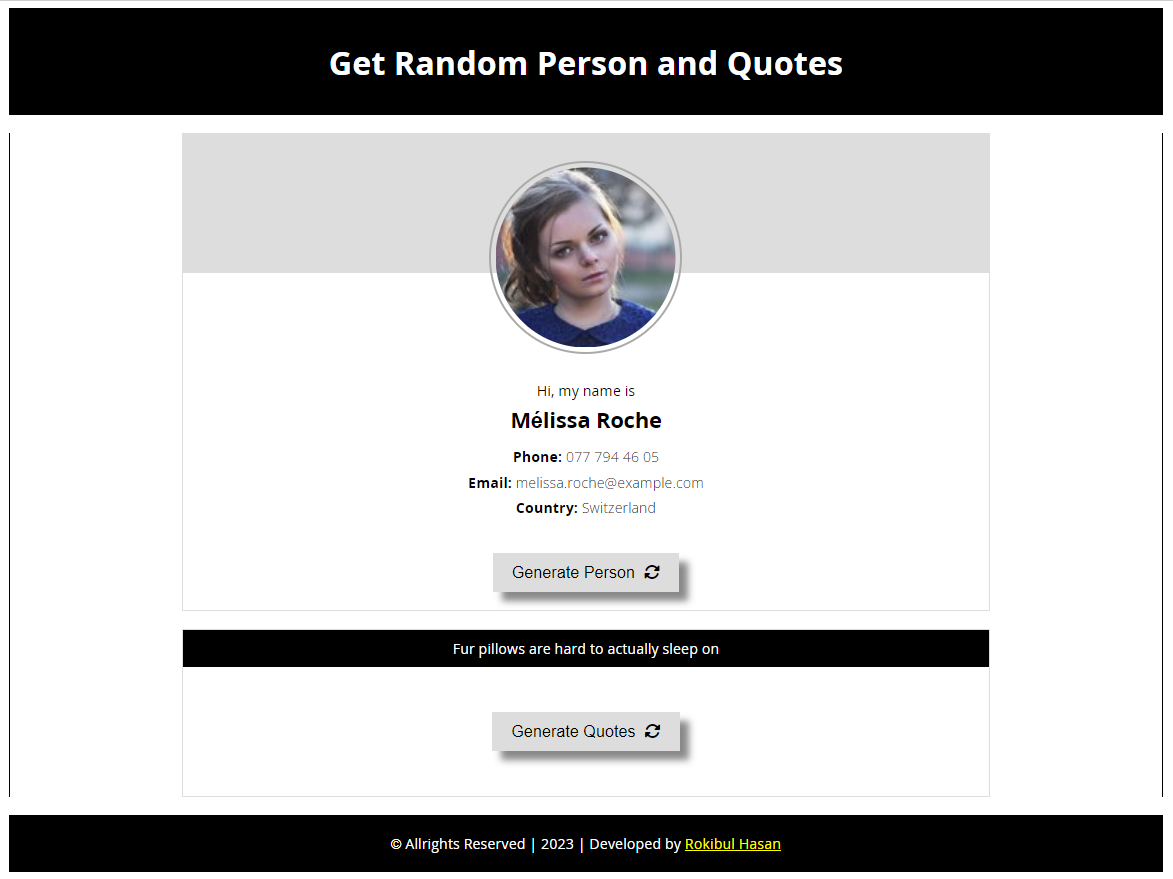 Get Random Person and Quotes
Hi, my name is
Mélissa Roche
Phone: 077 794 46 05
Email: melissa.roche@example.com
Country: Switzerland
Generate Person
Fur pillows are hard to actually sleep on
Generate Quotes
© Allrights Reserved | 2023 | Developed by Rokibul Hasan